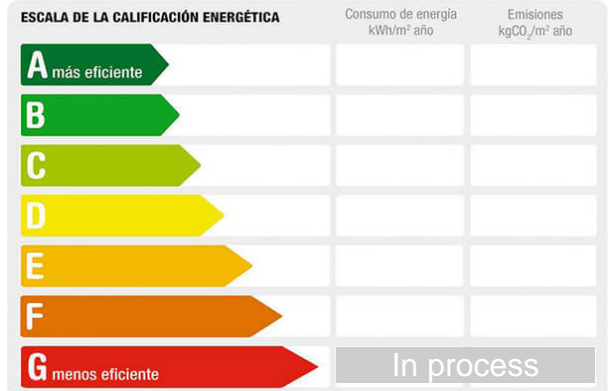 ESCALA DE LA CALIFICACIÓN ENERGÉTICA
Consumo de energía
kWh/m² año
Emisiones
kgCO₂/m² año
A más eficiente
B
C
D
E
F
G menos eficiente
In process